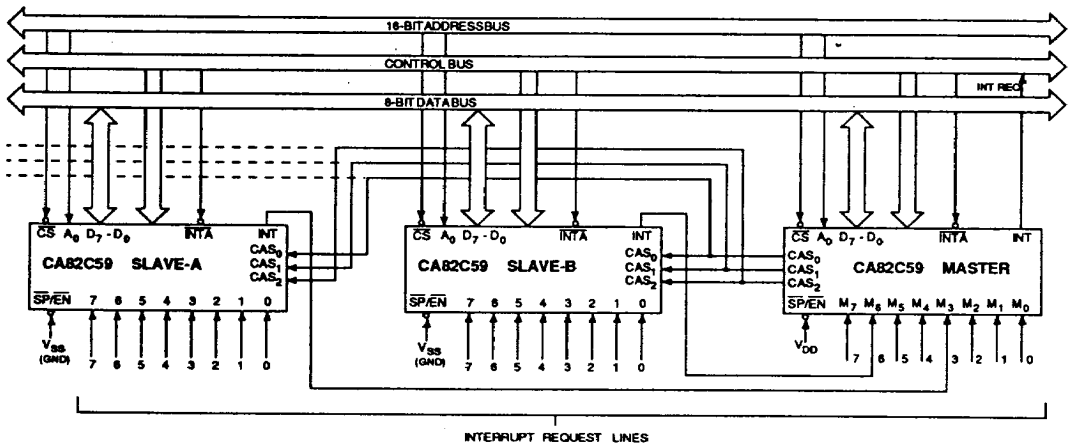 16-BIT ADDRESS BUS
CONTROL BUS
INT REQ
8-BIT DATA BUS
CS A0 D7 - D0 INTA INT
CAS0
CA82C59 SLAVE-A CAS1
CAS2
SP/EN 7 6 5 4 3 2 1 0
VSS
(GND)
7 6 5 4 3 2 1 0
CS A0 D7 - D0 INTA INT
CAS0
CA82C59 SLAVE-B CAS1
CAS2
SP/EN 7 6 5 4 3 2 1 0
VSS
(GND)
7 6 5 4 3 2 1 0
CS A0 D7 - D0 INTA INT
CAS0
CAS1 CA82C59 MASTER
CAS2
SP/EN M7 M6 M5 M4 M3 M2 M1 M0
VDD
7 6 5 4 3 2 1 0
INTERRUPT REQUEST LINES